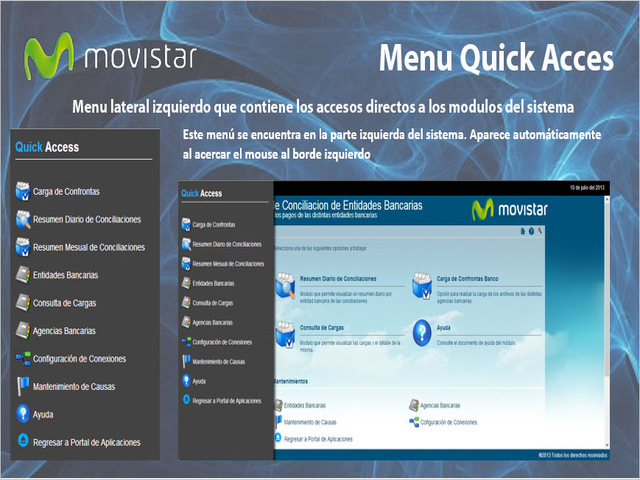 movistar
Menu Quick Acces
Menu lateral izquierdo que contiene los accesos directos a los modulos del sistema
Quick Access
Carga de Confrontas
Resumen Diario de Conciliaciones
Resumen Mesual de Conciliaciones
Entidades Bancarias
Consulta de Cargas
Agencias Bancarias
Configuración de Conexiones
Mantenimiento de Causas
Ayuda
Regresar a Portal de Aplicaciones
Este menú se encuentra en la parte izquierda del sistema. Aparece automáticamente
al acercar el mouse al borde izquierdo
Quick Access
Carga de Confrontas
Resumen Diario de Conciliaciones
Resumen Mesual de Conciliaciones
Entidades Bancarias
Consulta de Cargas
Agencias Bancarias
Configuración de Conexiones
Mantenimiento de Causas
Ayuda
Regresar a Portal de Aplicaciones
10 de julio del 2013
e Conciliacion de Entidades Bancarias
los pagos de las distintas entidades bancarias
movistar
Selecciona una de las siguientes opciones a trabajar:
Resumen Diario de Conciliaciones
Modulo que permite visualizar un resumen diario por
entidad bancaria de las conciliaciones.
Carga de Confrontas Banco
Opción para realizar la carga de los archivos de las distintas
agencias bancarias.
Consulta de Cargas
Modulo que permite visualizar las cargas y el detalle de la
misma.
Ayuda
Consulte el documento de ayuda del módulo.
Mantenimientos
Entidades Bancarias
Agencias Bancarias
Mantenimiento de Causas
Cofiguración de Conexiones
Regresar a Portal de Aplicaciones
©2013 Todos los derechos reservados